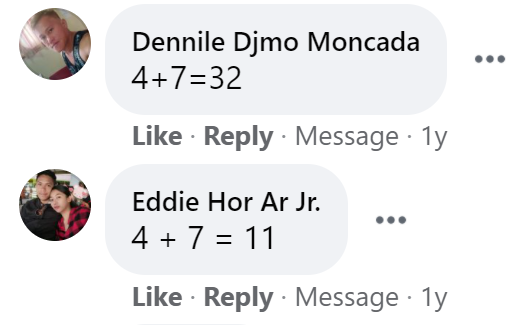 Dennile Djmo Moncada
4+7=32
Like · Reply · Message · 1y
Eddie Hor Ar Jr.
4 + 7 = 11
Like · Reply · Message · 1y